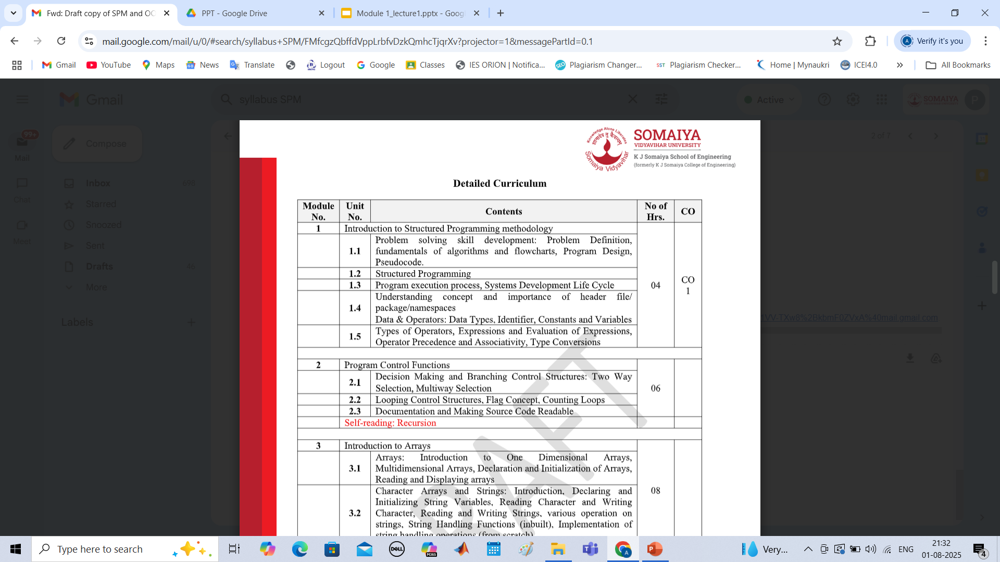 Fwd: Draft copy of SPM and OC
PPT - Google Drive
Module 1_lecture1.pptx - Goog
mail.google.com/mail/u/0/#search/syllabus+SPM/FMfcgzQbffdVppLrbfvDzkQmhcTjqrXv?projector=1&messagePartId=0.1
Verify it's you
Gmail
YouTube
Maps
News
Translate
Logout
Google
Classes
IES ORION | Notifica...
Plagiarism Changer...
SST Plagiarism Checker...
Home | Mynaukri
ICEI4.0
All Bookmarks
Gmail
syllabus SPM
Active
SOMAIYA
P
99+
Mail
Chat
Meet
Compose
Inbox 698
Starred
Snoozed
Sent
Drafts 46
More
Labels
2 of 7
1VV-TXw8%2BkbmF0ZVxA%40mail.gmail.com
Knowledge Alone Liberates
Somaiya Vidyavihar
SOMAIYA
VIDYAVIHAR UNIVERSITY
K J Somaiya School of Engineering
(formerly K J Somaiya College of Engineering)
Detailed Curriculum
Module No. Unit No. Contents No of Hrs. CO
1 Introduction to Structured Programming methodology
1.1 Problem solving skill development: Problem Definition,
fundamentals of algorithms and flowcharts, Program Design,
Pseudocode.
1.2 Structured Programming
1.3 Program execution process, Systems Development Life Cycle
04
CO 1
1.4 Understanding concept and importance of header file/
package/namespaces
Data & Operators: Data Types, Identifier, Constants and Variables
1.5 Types of Operators, Expressions and Evaluation of Expressions,
Operator Precedence and Associativity, Type Conversions
2 Program Control Functions
2.1 Decision Making and Branching Control Structures: Two Way
Selection, Multiway Selection
06
2.2 Looping Control Structures, Flag Concept, Counting Loops
2.3 Documentation and Making Source Code Readable
Self-reading: Recursion
3 Introduction to Arrays
3.1 Arrays: Introduction to One Dimensional Arrays,
Multidimensional Arrays, Declaration and Initialization of Arrays,
Reading and Displaying arrays
08
3.2 Character Arrays and Strings: Introduction, Declaring and
Initializing String Variables, Reading Character and Writing
Character, Reading and Writing Strings, various operation on
strings, String Handling Functions (inbuilt), Implementation of
string handling operations (from scratch)
DRAFT
Type here to search
DELL
M365
Very...
ENG
21:32
01-08-2025
4